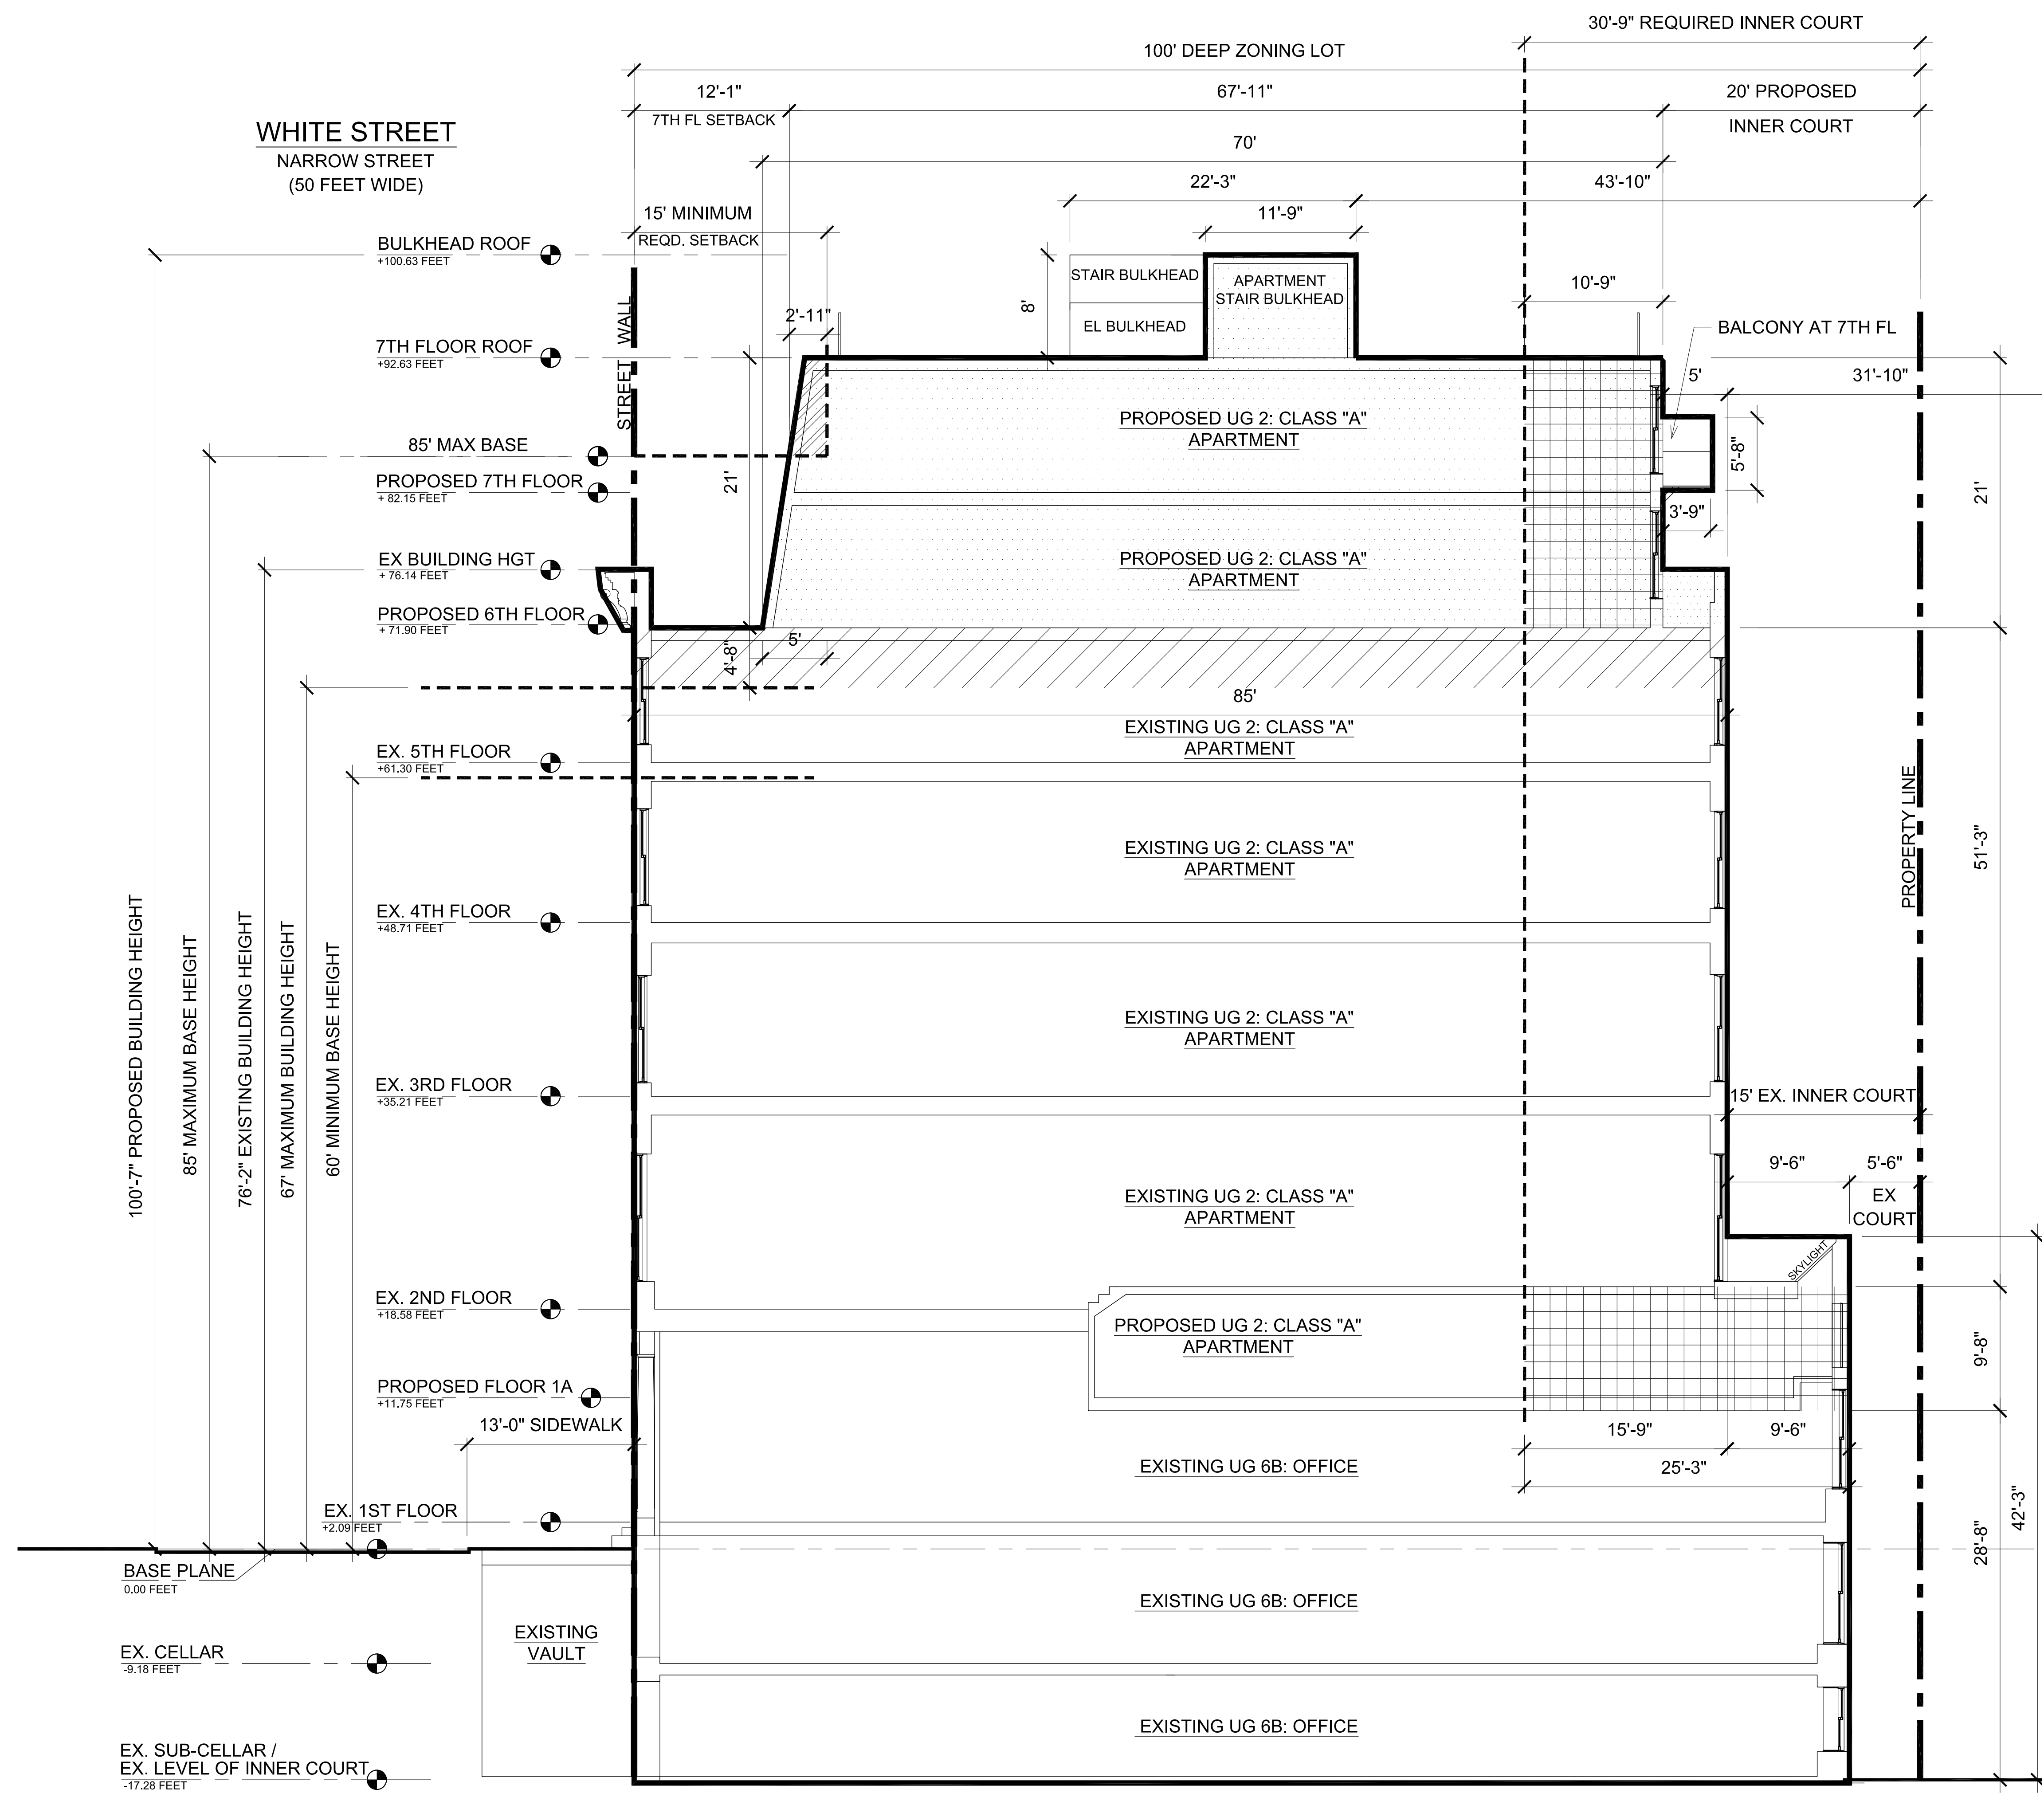 30'-9" REQUIRED INNER COURT
100' DEEP ZONING LOT
12'-1"
67'-11"
20' PROPOSED
7TH FL SETBACK
INNER COURT
WHITE STREET
NARROW STREET
(50 FEET WIDE)
70'
22'-3"
43'-10"
15' MINIMUM
11'-9"
REQD. SETBACK
BULKHEAD ROOF
+100.63 FEET
STAIR BULKHEAD
APARTMENT
STAIR BULKHEAD
10'-9"
8'
2'-11"
EL BULKHEAD
BALCONY AT 7TH FL
STREET WALL
7TH FLOOR ROOF
+92.63 FEET
5'
31'-10"
PROPOSED UG 2: CLASS "A"
APARTMENT
85' MAX BASE
5'-8"
PROPOSED 7TH FLOOR
+ 82.15 FEET
21'
21'
3'-9"
EX BUILDING HGT
+ 76.14 FEET
PROPOSED UG 2: CLASS "A"
APARTMENT
PROPOSED 6TH FLOOR
+ 71.90 FEET
5'
4'-8"
85'
EXISTING UG 2: CLASS "A"
APARTMENT
EX. 5TH FLOOR
+61.30 FEET
PROPERTY LINE
51'-3"
EXISTING UG 2: CLASS "A"
APARTMENT
EX. 4TH FLOOR
+48.71 FEET
100'-7" PROPOSED BUILDING HEIGHT
85' MAXIMUM BASE HEIGHT
76'-2" EXISTING BUILDING HEIGHT
67' MAXIMUM BUILDING HEIGHT
60' MINIMUM BASE HEIGHT
EXISTING UG 2: CLASS "A"
APARTMENT
EX. 3RD FLOOR
+35.21 FEET
15' EX. INNER COURT
9'-6"
5'-6"
EX
COURT
EXISTING UG 2: CLASS "A"
APARTMENT
SKYLIGHT
EX. 2ND FLOOR
+18.58 FEET
PROPOSED UG 2: CLASS "A"
APARTMENT
9'-8"
PROPOSED FLOOR 1A
+11.75 FEET
13'-0" SIDEWALK
15'-9"
9'-6"
EXISTING UG 6B: OFFICE
25'-3"
EX. 1ST FLOOR
+2.09 FEET
42'-3"
28'-8"
BASE PLANE
0.00 FEET
EXISTING UG 6B: OFFICE
EXISTING
VAULT
EX. CELLAR
-9.18 FEET
EXISTING UG 6B: OFFICE
EX. SUB-CELLAR /
EX. LEVEL OF INNER COURT
-17.28 FEET